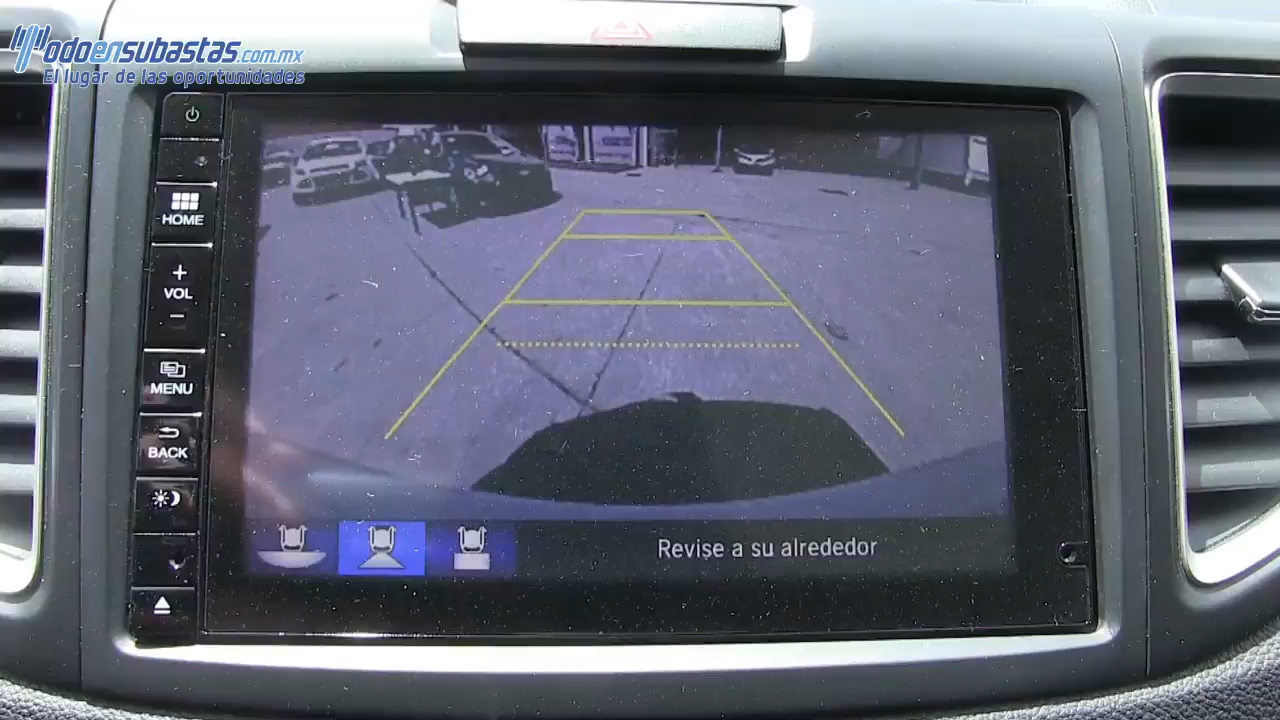 Todoensubastas.com.mx
El lugar de las oportunidades
HOME
+
VOL
−
MENU
BACK
Revise a su alrededor